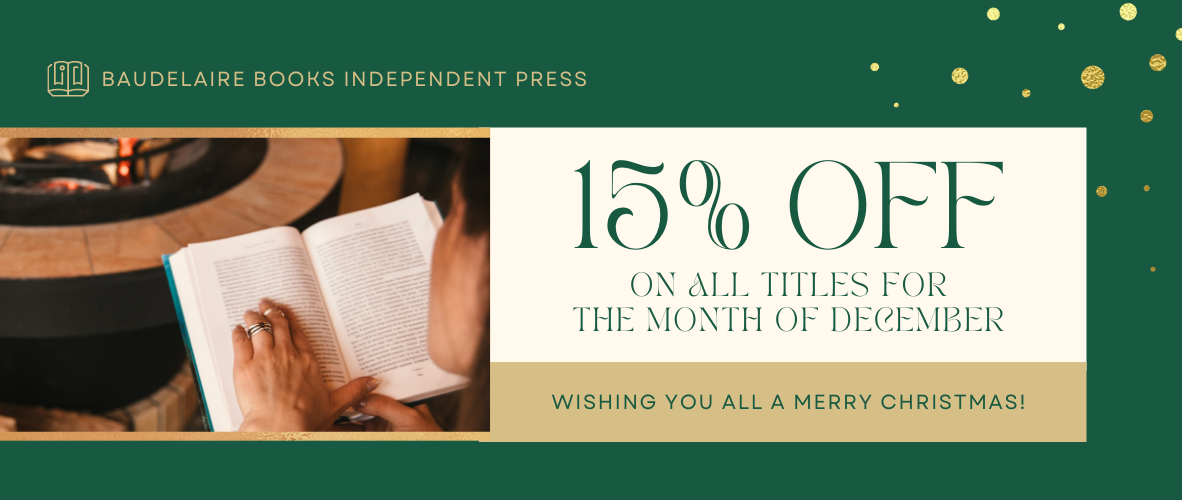 BAUDELAIRE BOOKS INDEPENDENT PRESS
15% OFF
ON ALL TITLES FOR
THE MONTH OF DECEMBER
WISHING YOU ALL A MERRY CHRISTMAS!